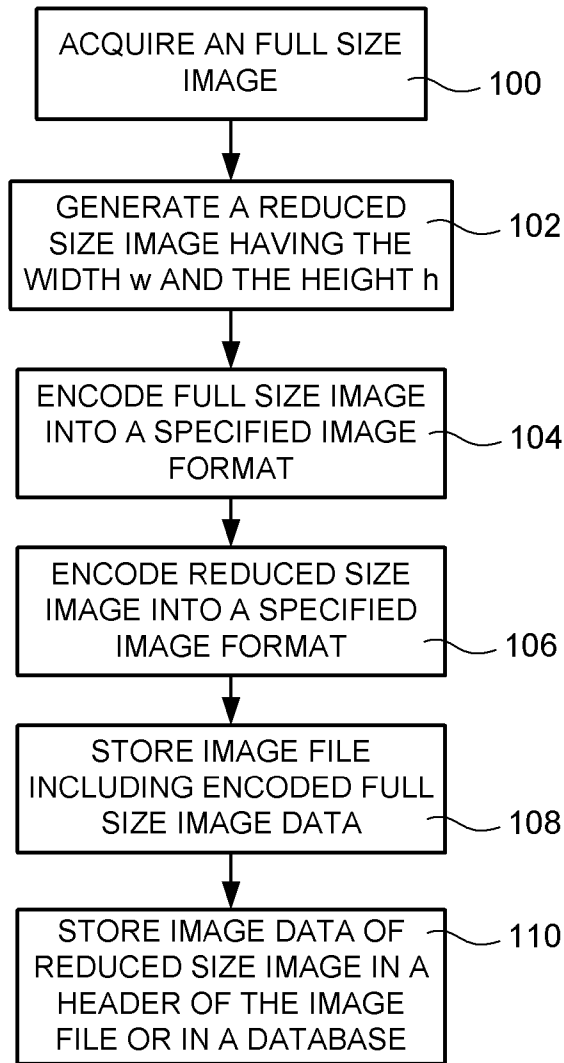 ACQUIRE AN FULL SIZE
IMAGE
100
GENERATE A REDUCED
SIZE IMAGE HAVING THE
WIDTH w AND THE HEIGHT h
102
ENCODE FULL SIZE IMAGE
INTO A SPECIFIED IMAGE
FORMAT
104
ENCODE REDUCED SIZE
IMAGE INTO A SPECIFIED
IMAGE FORMAT
106
STORE IMAGE FILE
INCLUDING ENCODED FULL
SIZE IMAGE DATA
108
STORE IMAGE DATA OF
REDUCED SIZE IMAGE IN A
HEADER OF THE IMAGE
FILE OR IN A DATABASE
110